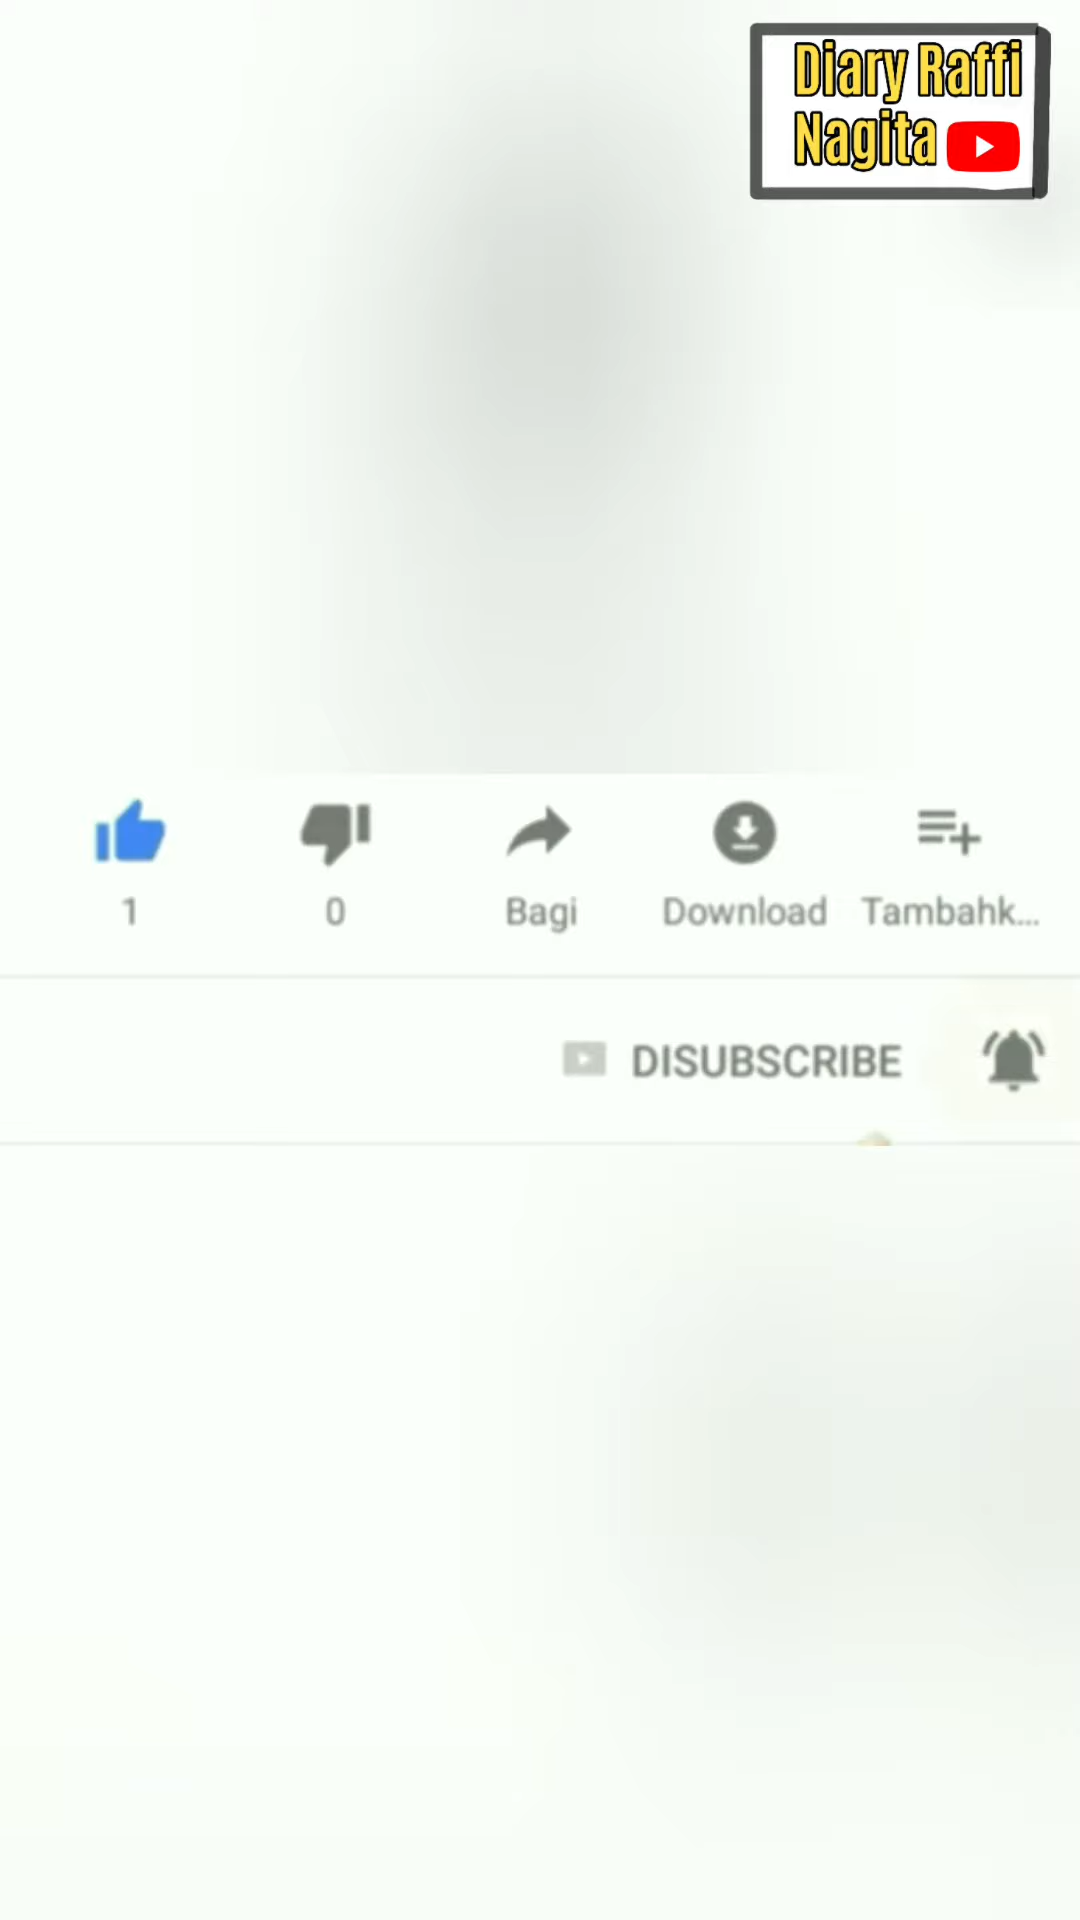 Diary Raffi
Nagita
1
0
Bagi
Download
Tambahk...
DISUBSCRIBE